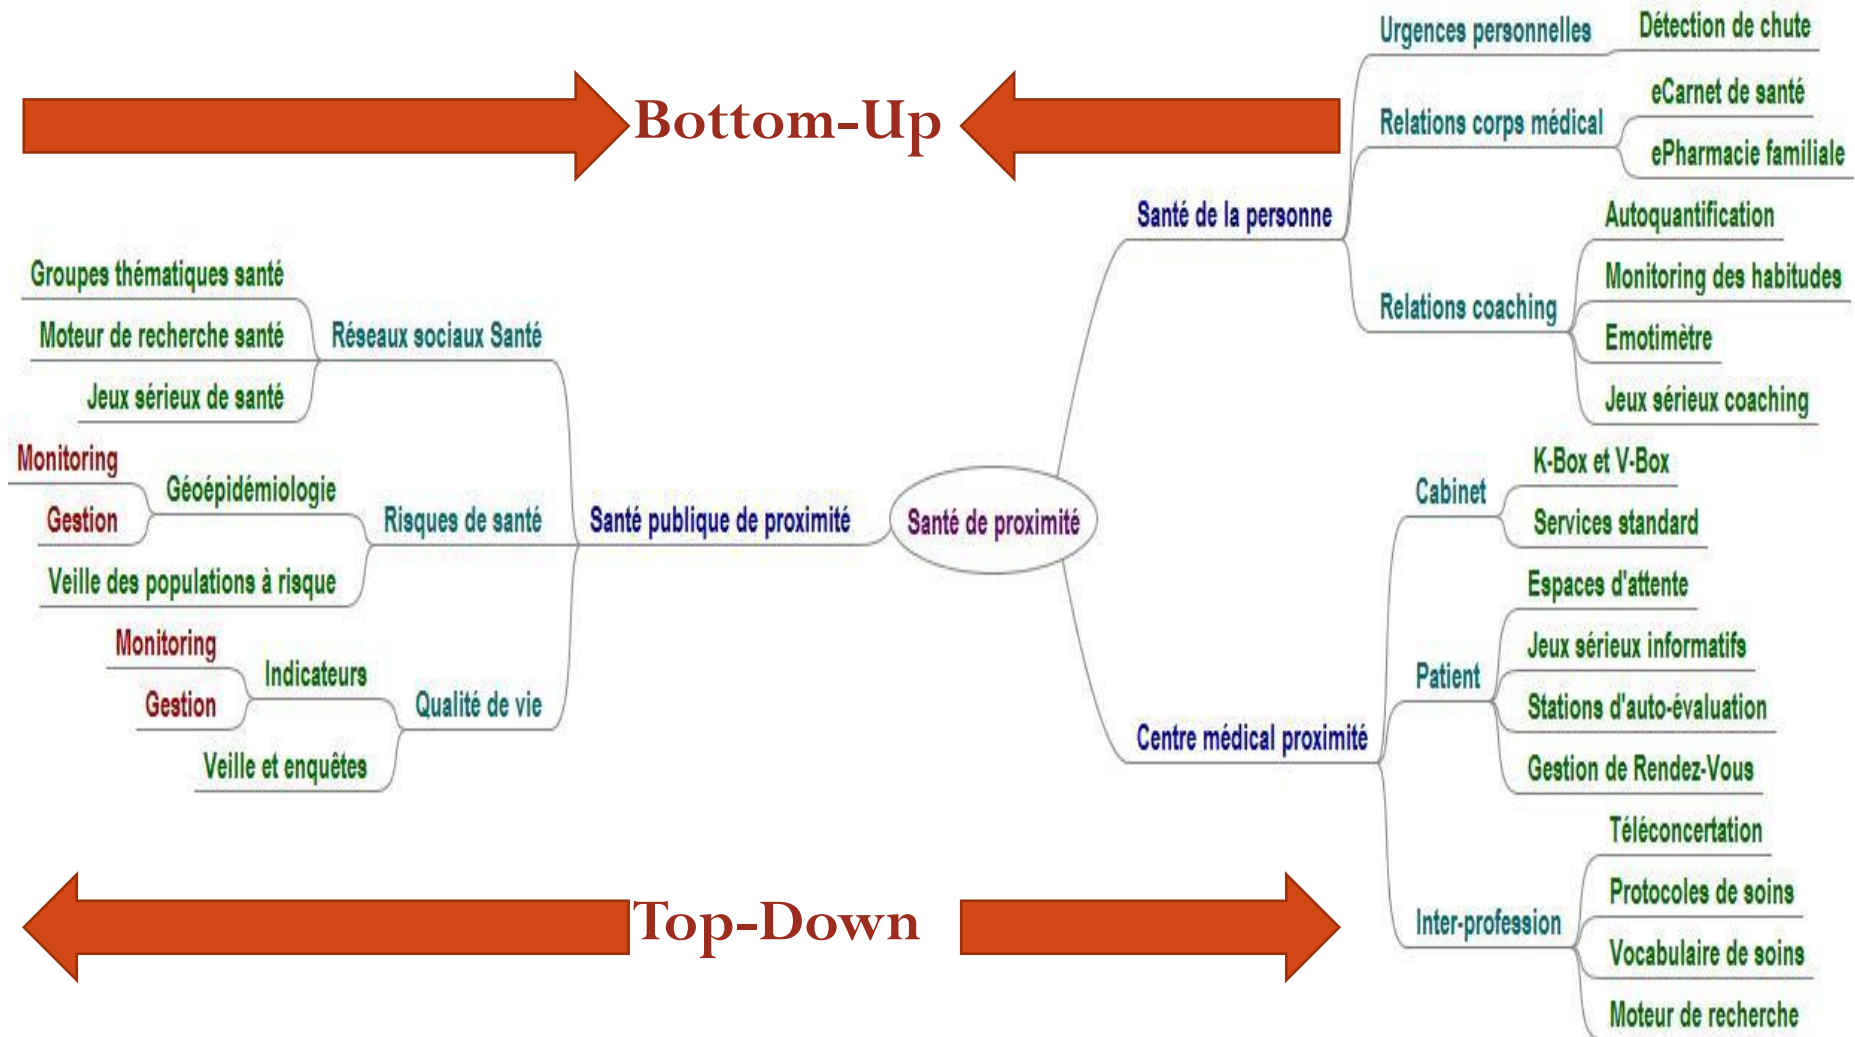 Bottom-Up
Urgences personnelles
Détection de chute
Relations corps médical
eCarnet de santé
ePharmacie familiale
Santé de la personne
Relations coaching
Autoquantification
Monitoring des habitudes
Emotimètre
Jeux sérieux coaching
Groupes thématiques santé
Moteur de recherche santé
Jeux sérieux de santé
Réseaux sociaux Santé
Monitoring
Gestion
Géoépidémiologie
Veille des populations à risque
Risques de santé
Santé publique de proximité
Santé de proximité
Monitoring
Gestion
Indicateurs
Veille et enquêtes
Qualité de vie
Centre médical proximité
Cabinet
K-Box et V-Box
Services standard
Patient
Espaces d'attente
Jeux sérieux informatifs
Stations d'auto-évaluation
Gestion de Rendez-Vous
Inter-profession
Téléconcertation
Protocoles de soins
Vocabulaire de soins
Moteur de recherche
Top-Down